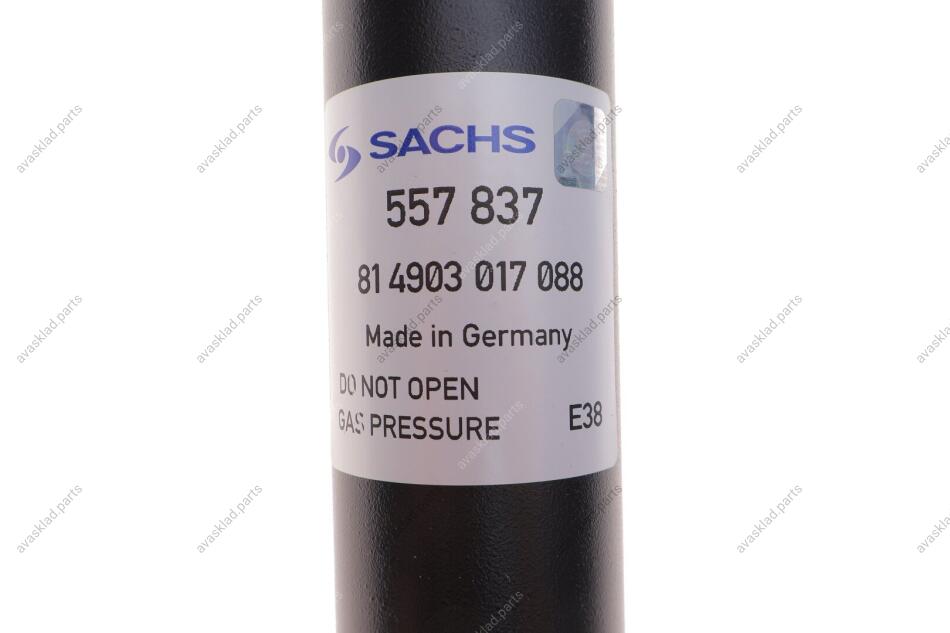 SACHS
557 837
81 4903 017 088
Made in Germany
DO NOT OPEN
GAS PRESSURE
E38
avasklad.parts